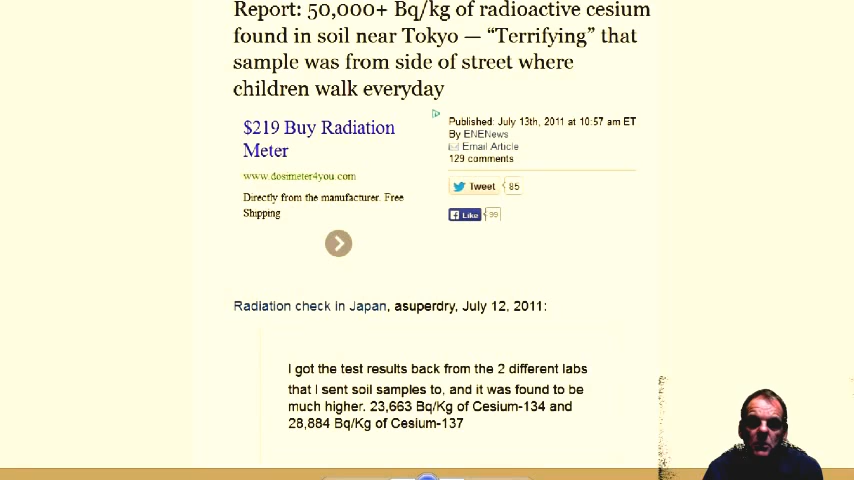 Report: 50,000+ Bq/kg of radioactive cesium
found in soil near Tokyo — “Terrifying” that
sample was from side of street where
children walk everyday
$219 Buy Radiation
Meter
www.dosimeter4you.com
Directly from the manufacturer. Free
Shipping
Published: July 13th, 2011 at 10:57 am ET
By ENENews
Email Article
129 comments
Tweet 85
Like
Radiation check in Japan, asuperdry, July 12, 2011:
I got the test results back from the 2 different labs
that I sent soil samples to, and it was found to be
much higher. 23,663 Bq/Kg of Cesium-134 and
28,884 Bq/Kg of Cesium-137